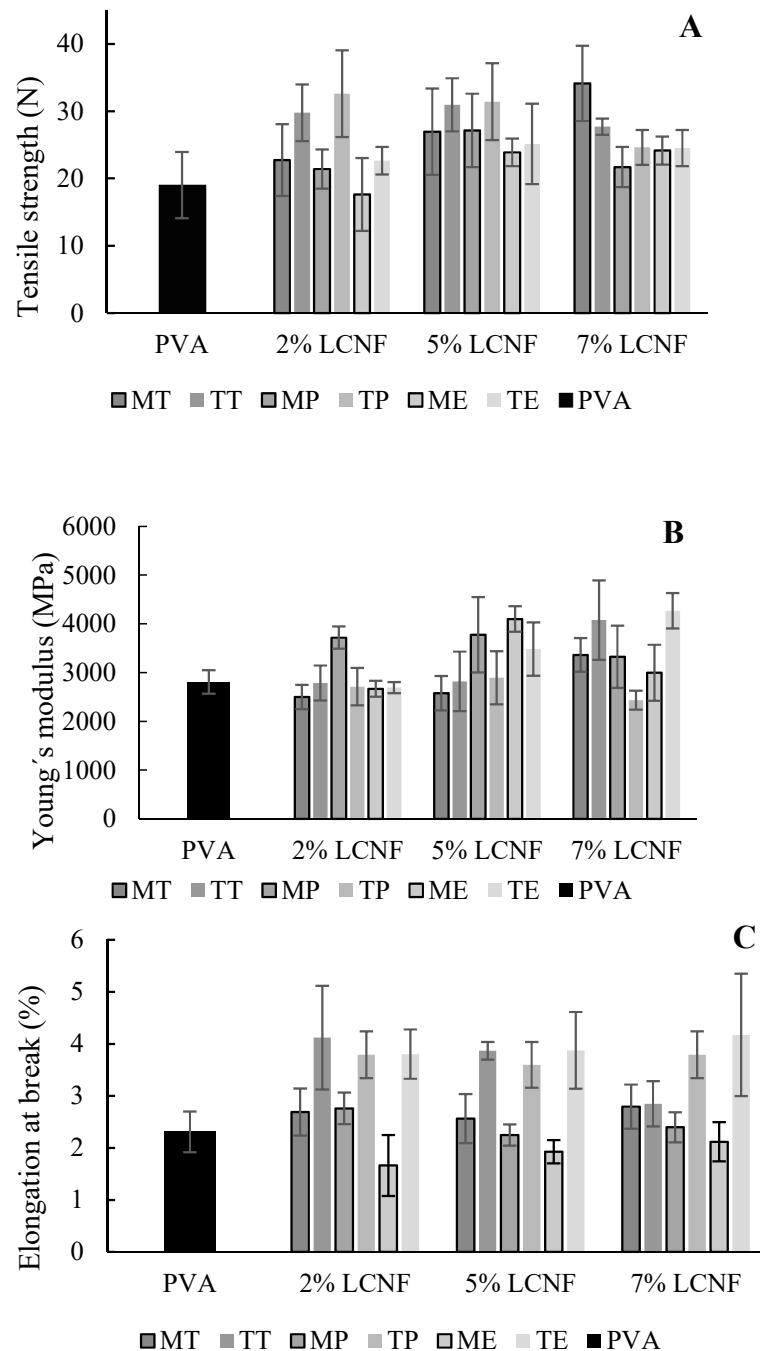 A
Tensile strength (N)
40
30
20
10
0
PVA 2% LCNF 5% LCNF 7% LCNF
MT TT MP TP ME TE PVA
B
Young´s modulus (MPa)
6000
5000
4000
3000
2000
1000
0
PVA 2% LCNF 5% LCNF 7% LCNF
MT TT MP TP ME TE PVA
C
Elongation at break (%)
6
5
4
3
2
1
0
PVA 2% LCNF 5% LCNF 7% LCNF
MT TT MP TP ME TE PVA